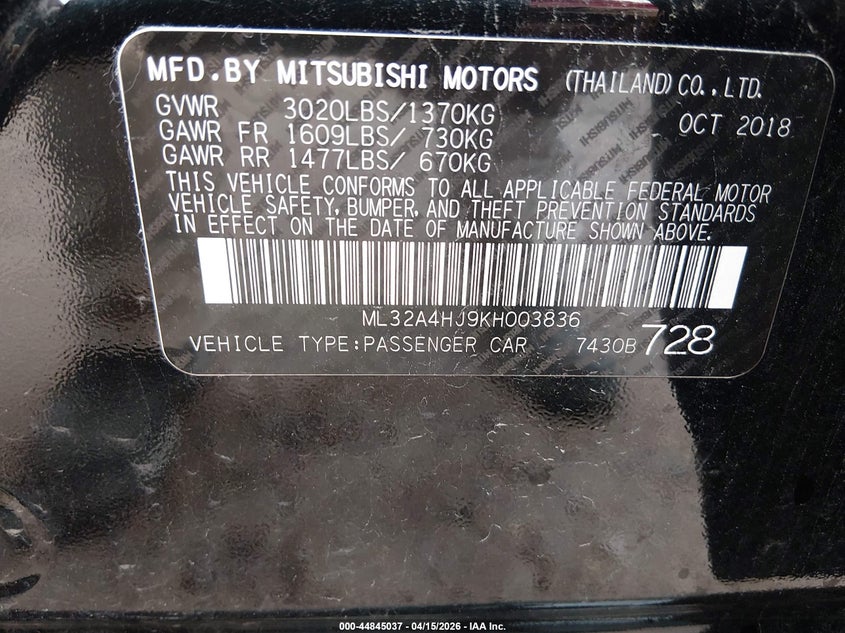 MFD.BY MITSUBISHI MOTORS (THAILAND) CO.,LTD.
GVWR 3020LBS/1370KG OCT 2018
GAWR FR 1609LBS/ 730KG
GAWR RR 1477LBS/ 670KG
THIS VEHICLE CONFORMS TO ALL APPLICABLE FEDERAL MOTOR
VEHICLE SAFETY, BUMPER, AND THEFT PREVENTION STANDARDS
IN EFFECT ON THE DATE OF MANUFACTURE SHOWN ABOVE.
ML32A4HJ9KH003836
VEHICLE TYPE:PASSENGER CAR 7430B 728
000-44845037 - 04/15/2026 - IAA Inc.